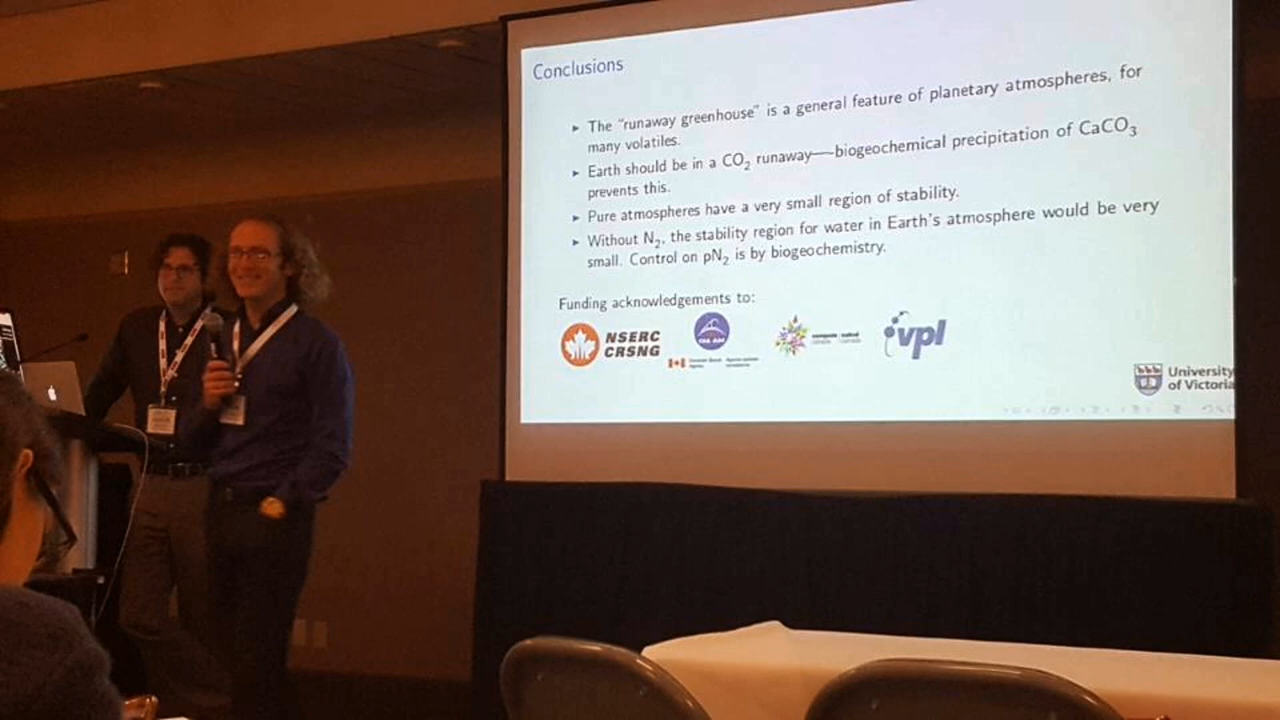 Conclusions
▸ The "runaway greenhouse" is a general feature of planetary atmospheres, for
many volatiles.
▸ Earth should be in a CO₂ runaway—biogeochemical precipitation of CaCO₃
prevents this.
▸ Pure atmospheres have a very small region of stability.
▸ Without N₂, the stability region for water in Earth's atmosphere would be very
small. Control on pN₂ is by biogeochemistry.
Funding acknowledgements to:
NSERC
CRSNG
vpl
University
of Victoria